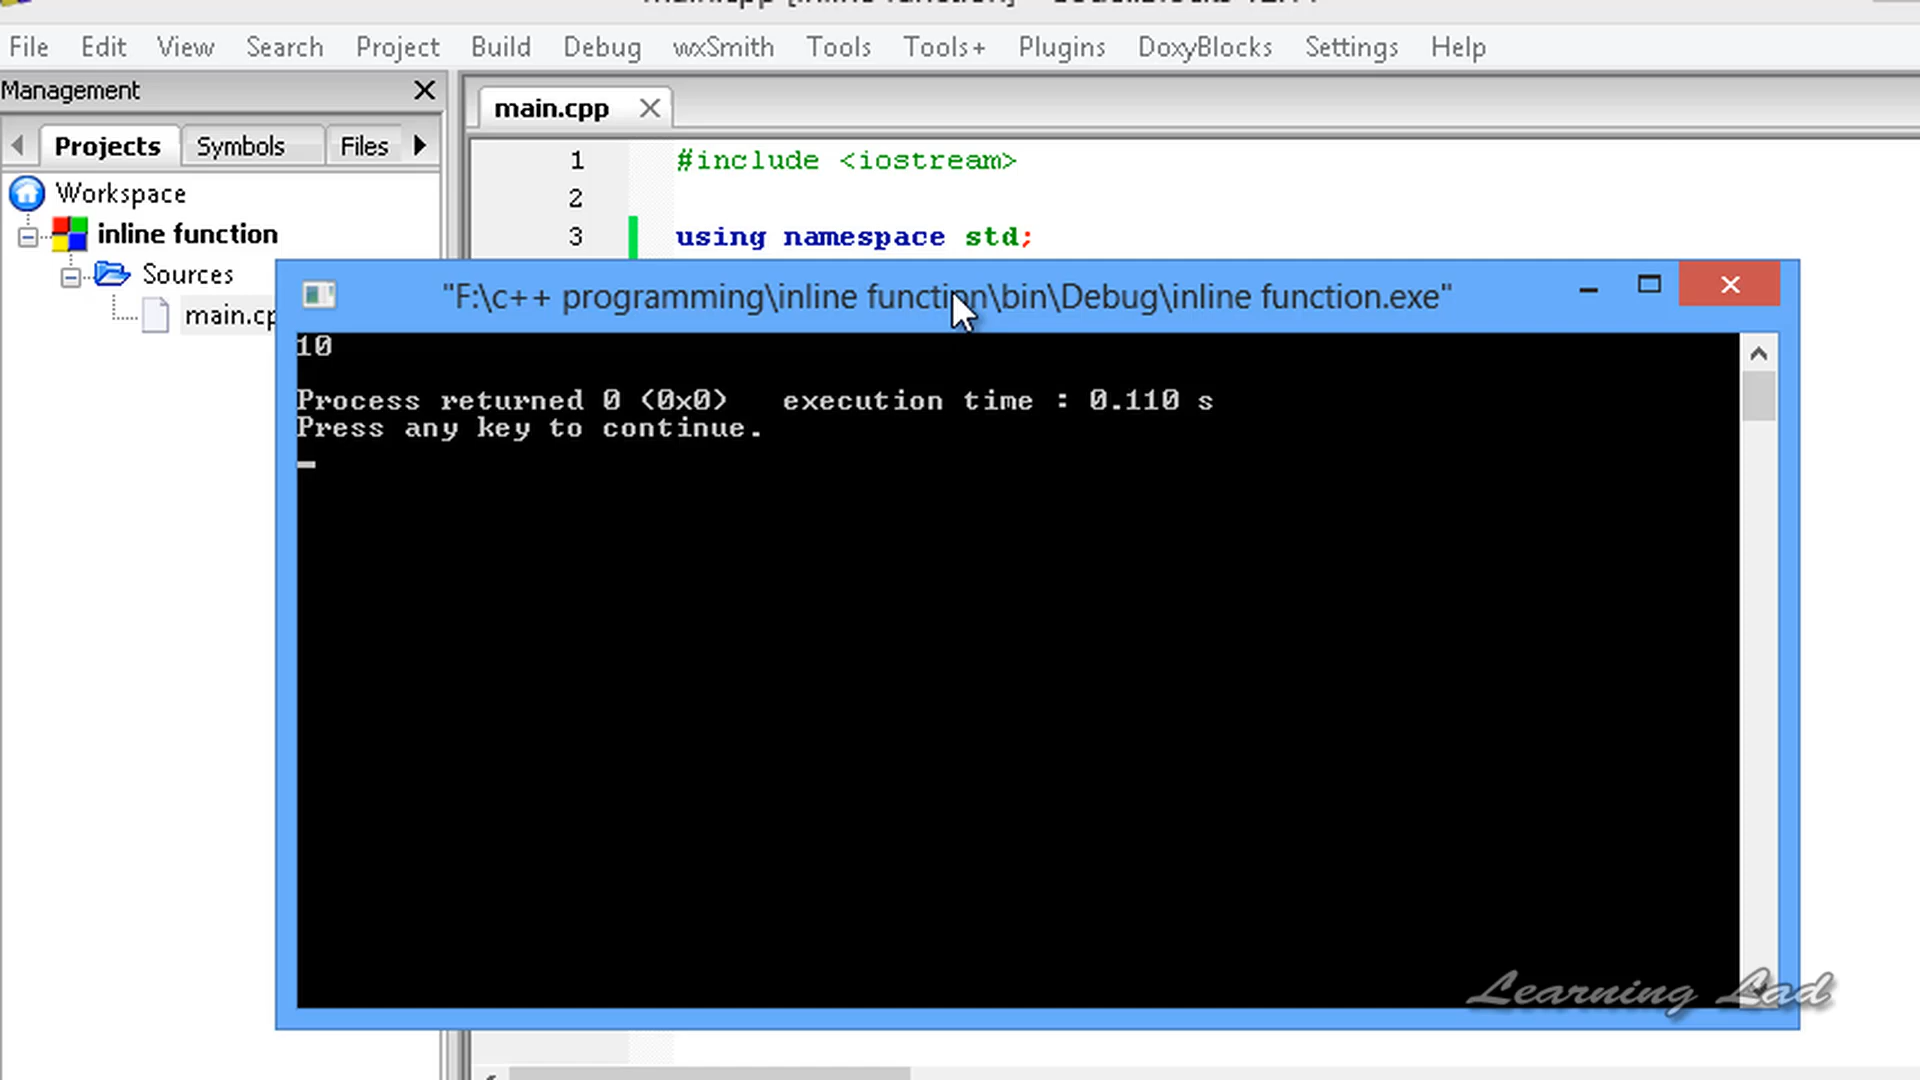 File Edit View Search Project Build Debug wxSmith Tools Tools+ Plugins DoxyBlocks Settings Help
Management
main.cpp
Projects Symbols Files
1 #include <iostream>
2
3 using namespace std;
Workspace
inline function
Sources
main.cp
"F:\c++ programming\inline function\bin\Debug\inline function.exe"
10
Process returned 0 (0x0)   execution time : 0.110 s
Press any key to continue.
Learning Lad